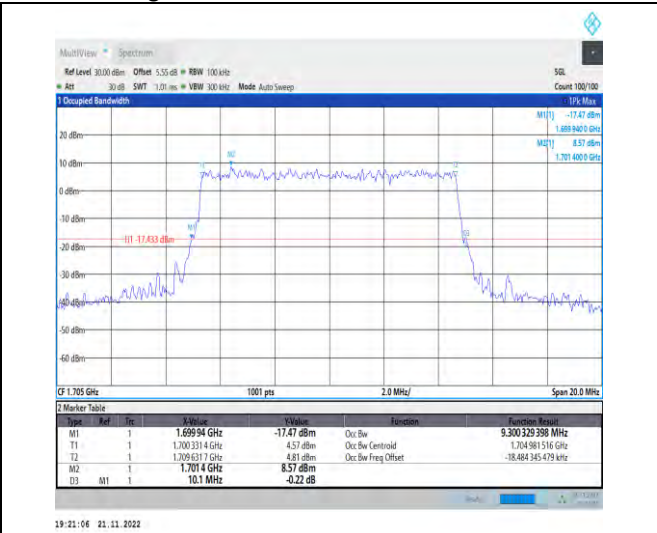 MultiView Spectrum
Ref Level 30.00 dBm Offset 5.55 dB RBW 100 kHz SGL
Att 30 dB SWT 1.01 ms VBW 300 kHz Mode Auto Sweep Count 100/100
1 Occupied Bandwidth 1Pk Max
M1[1] -17.47 dBm
1.699 940 0 GHz
M2[1] 8.57 dBm
1.701 400 0 GHz
20 dBm
M2
10 dBm
0 dBm
-10 dBm
M1
H1 -17.433 dBm
D3
-20 dBm
-30 dBm
-40 dBm
-50 dBm
-60 dBm
CF 1.705 GHz 1001 pts 2.0 MHz/ Span 20.0 MHz
2 Marker Table
Type Ref Trc X-Value Y-Value Function Function Result
M1 1 1.699 94 GHz -17.47 dBm Occ Bw 9.300 329 398 MHz
T1 1 1.700 331 4 GHz 4.57 dBm Occ Bw Centroid 1.704 981 516 GHz
T2 1 1.709 631 7 GHz 4.81 dBm Occ Bw Freq Offset -18.484 345 479 kHz
M2 1 1.701 4 GHz 8.57 dBm
D3 M1 1 10.1 MHz -0.22 dB
19:21:06 21.11.2022